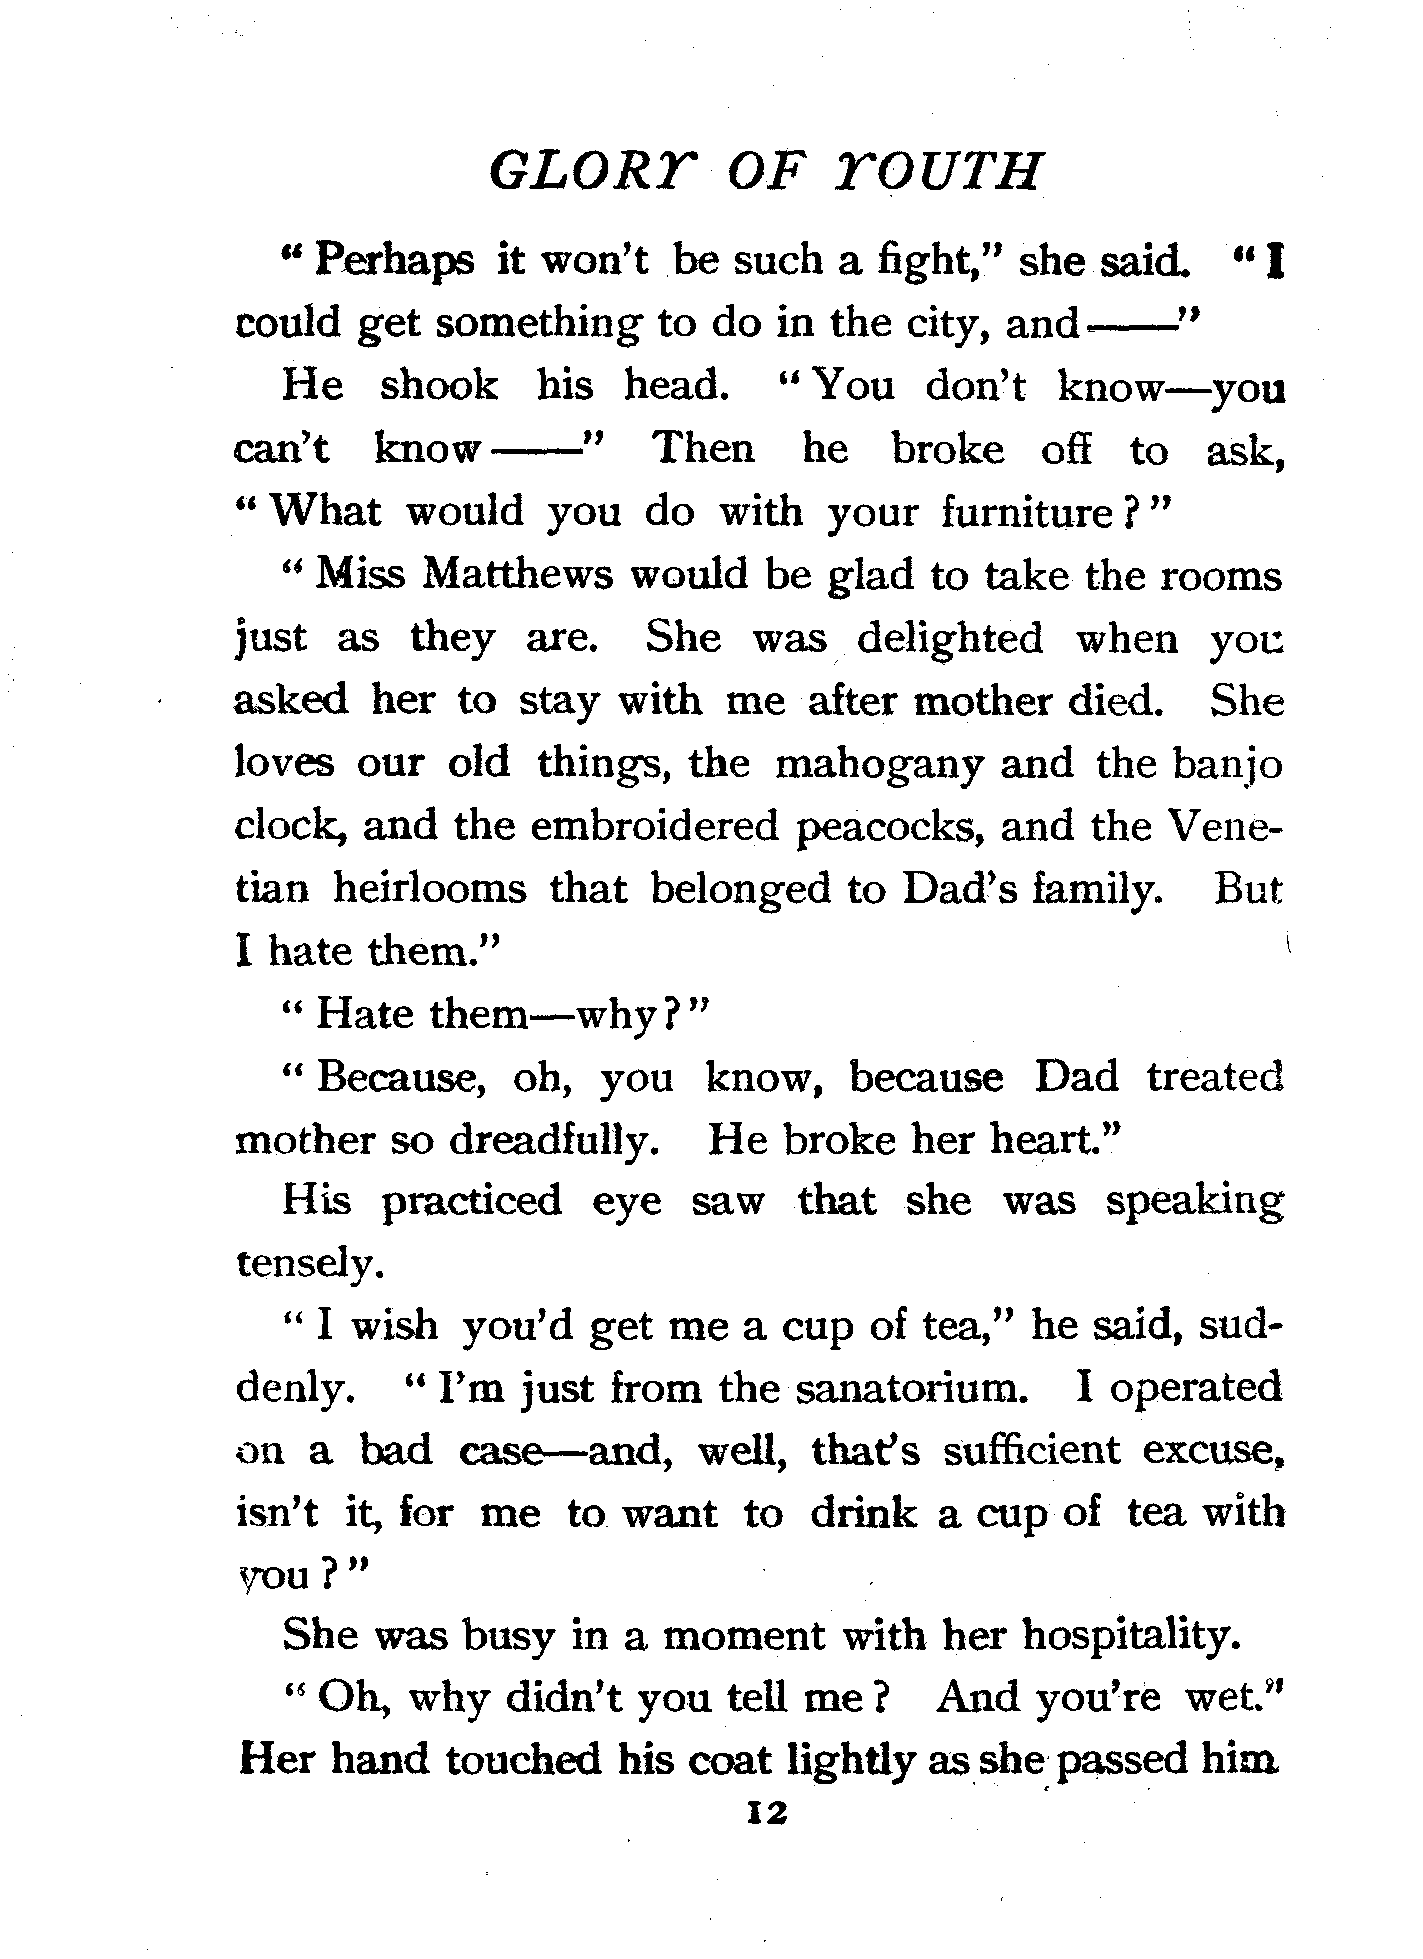 GLORY OF YOUTH
“ Perhaps it won’t be such a fight,” she said. “ I
could get something to do in the city, and——”
He shook his head. “ You don’t know—you
can’t know——” Then he broke off to ask,
“ What would you do with your furniture ? ”
“ Miss Matthews would be glad to take the rooms
just as they are. She was delighted when you
asked her to stay with me after mother died. She
loves our old things, the mahogany and the banjo
clock, and the embroidered peacocks, and the Vene-
tian heirlooms that belonged to Dad’s family. But
I hate them.”
“ Hate them—why ? ”
“ Because, oh, you know, because Dad treated
mother so dreadfully. He broke her heart.”
His practiced eye saw that she was speaking
tensely.
“ I wish you’d get me a cup of tea,” he said, sud-
denly. “ I’m just from the sanatorium. I operated
on a bad case—and, well, that’s sufficient excuse,
isn’t it, for me to want to drink a cup of tea with
you ? ”
She was busy in a moment with her hospitality.
“ Oh, why didn’t you tell me ? And you’re wet.”
Her hand touched his coat lightly as she passed him
12